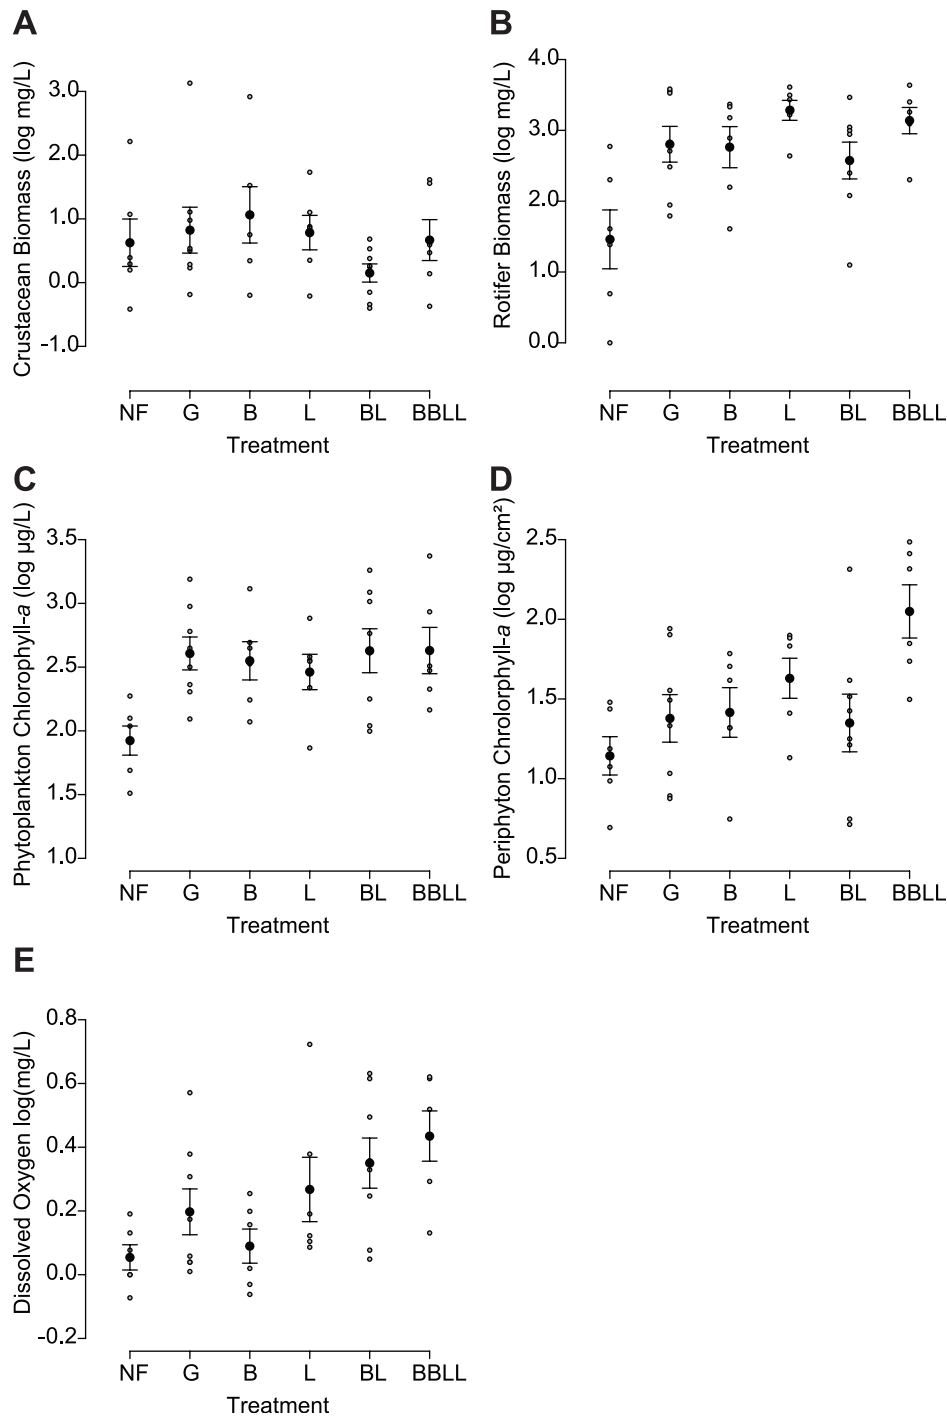 A
Crustacean Biomass (log mg/L)
3.0
2.0
1.0
0.0
-1.0
NF G B L BL BBLL
Treatment
B
Rotifer Biomass (log mg/L)
4.0
3.0
2.0
1.0
0.0
NF G B L BL BBLL
Treatment
C
Phytoplankton Chlorophyll-a (log µg/L)
3.5
3.0
2.5
2.0
1.5
1.0
NF G B L BL BBLL
Treatment
D
Periphyton Chrolorphyll-a (log µg/cm²)
2.5
2.0
1.5
1.0
0.5
NF G B L BL BBLL
Treatment
E
Dissolved Oxygen log(mg/L)
0.8
0.6
0.4
0.2
0.0
-0.2
NF G B L BL BBLL
Treatment